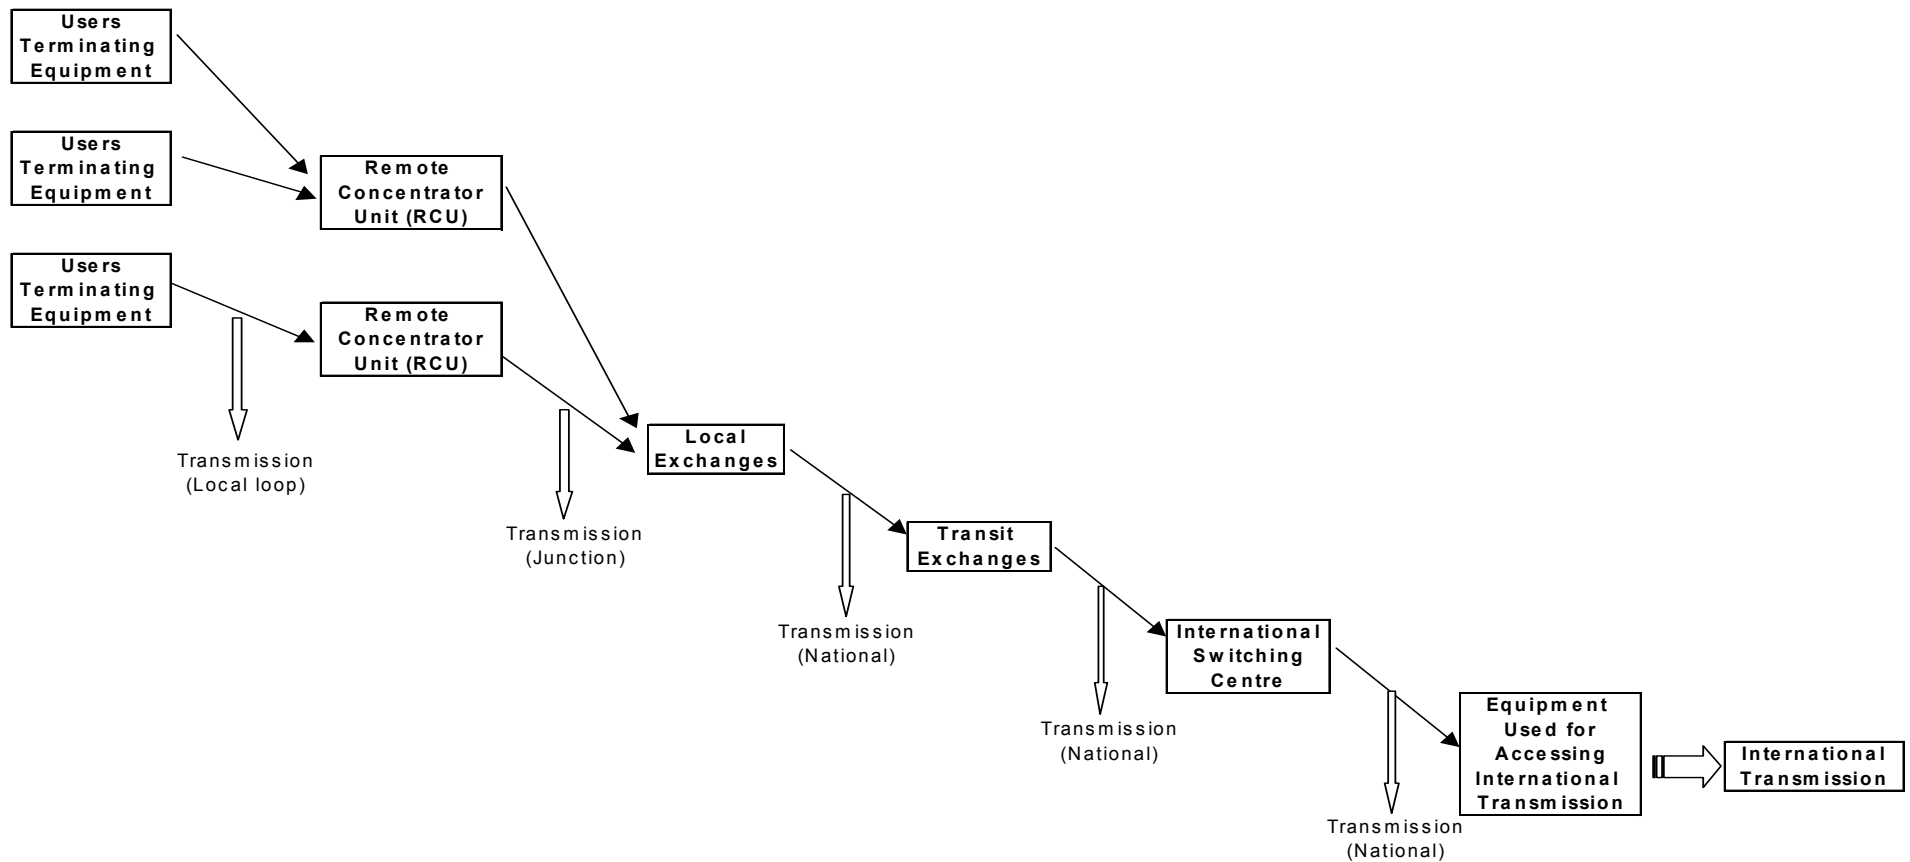 Users
Terminating
Equipment
Users
Terminating
Equipment
Users
Terminating
Equipment
Remote
Concentrator
Unit (RCU)
Remote
Concentrator
Unit (RCU)
Transmission
(Local loop)
Transmission
(Junction)
Local
Exchanges
Transmission
(National)
Transit
Exchanges
Transmission
(National)
International
Switching
Centre
Transmission
(National)
Equipment
Used for
Accessing
International
Transmission
International
Transmission